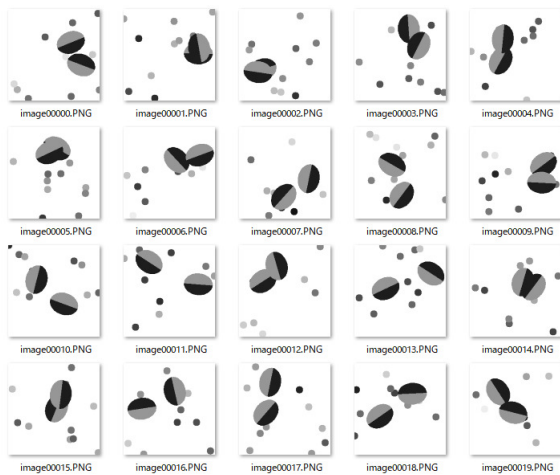 image00000.PNG image00001.PNG image00002.PNG image00003.PNG image00004.PNG
image00005.PNG image00006.PNG image00007.PNG image00008.PNG image00009.PNG
image00010.PNG image00011.PNG image00012.PNG image00013.PNG image00014.PNG
image00015.PNG image00016.PNG image00017.PNG image00018.PNG image00019.PNG